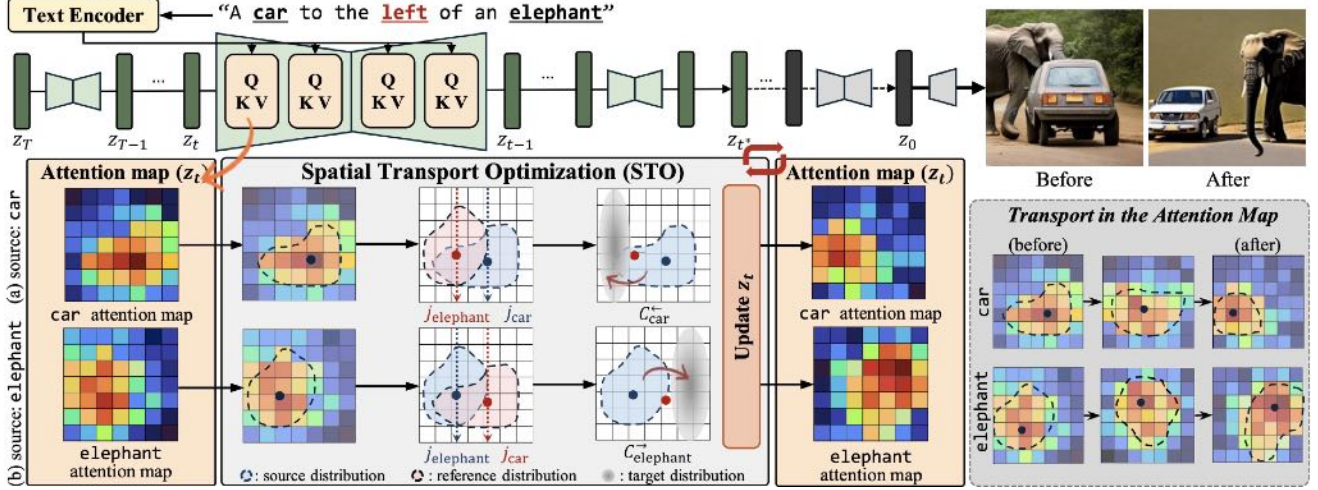 Text Encoder
"A car to the left of an elephant"
Q
K V
Q
K V
Q
K V
Q
K V
...
...
...
z_T
z_{T-1}
z_t
z_{t-1}
z_{t*}
z_0
Before
After
Attention map (z_t)
Spatial Transport Optimization (STO)
Attention map (z_t)
(a) source: car
car attention map
j_elephant
j_car
C_car^←
car attention map
Update z_t
(b) source: elephant
elephant
attention map
j_elephant
j_car
C_elephant^→
elephant
attention map
: source distribution
: reference distribution
: target distribution
Transport in the Attention Map
(before)
(after)
car
elephant